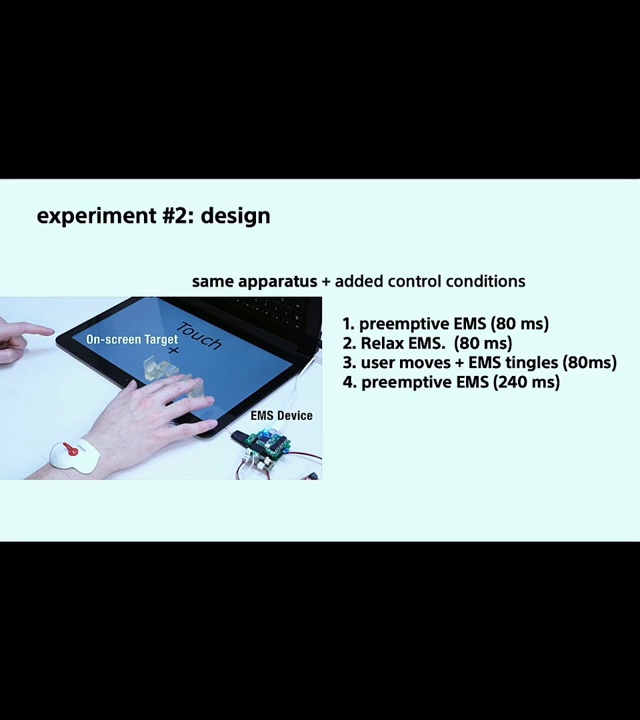 experiment #2: design
same apparatus + added control conditions
On-screen Target
Touch
+
EMS Device
1. preemptive EMS (80 ms)
2. Relax EMS. (80 ms)
3. user moves + EMS tingles (80ms)
4. preemptive EMS (240 ms)